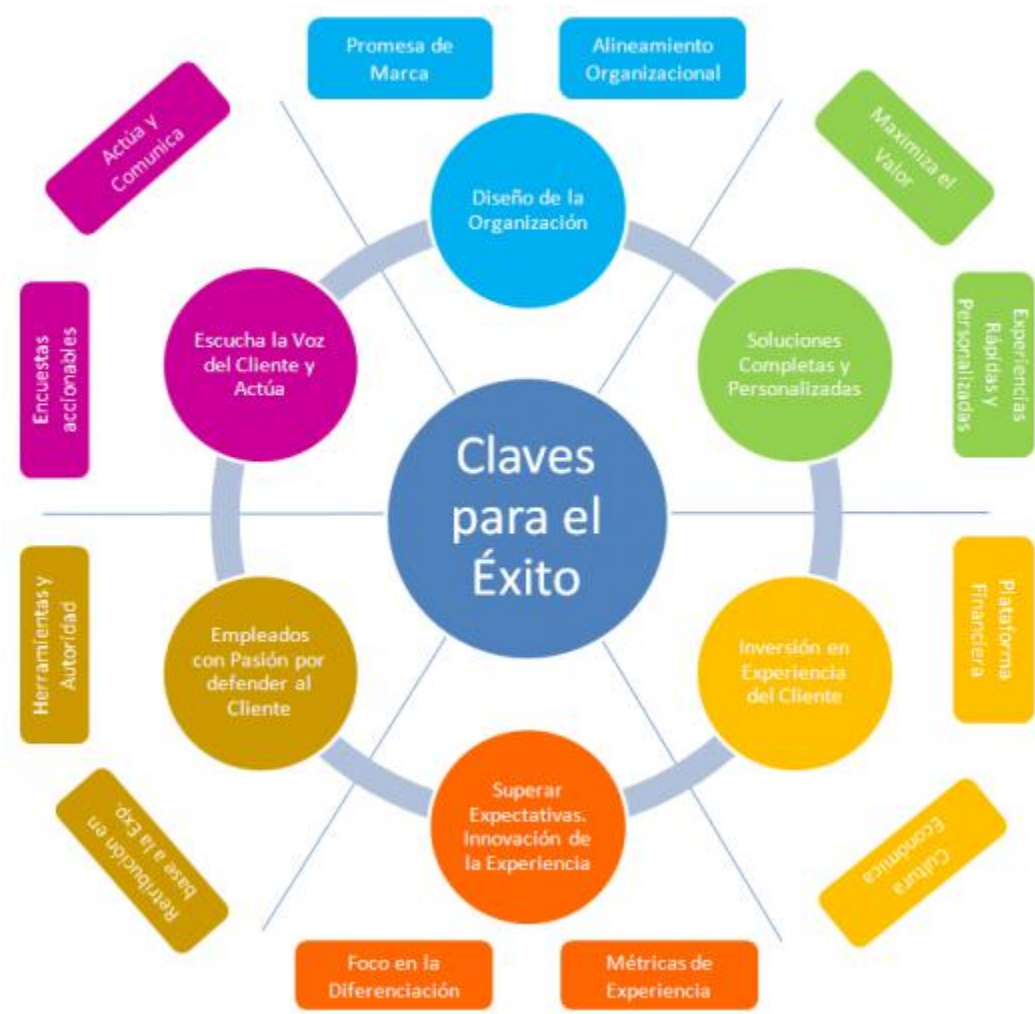 Promesa de
Marca
Alineamiento
Organizacional
Actúa y
Comunica
Maximiza el
Valor
Diseño de la
Organización
Encuestas
accionables
Escucha la Voz
del Cliente y
Actúa
Soluciones
Completas y
Personalizadas
Experiencias
Rápidas y
Personalizadas
Claves
para el
Éxito
Herramientas y
Autoridad
Empleados
con Pasión por
defender al
Cliente
Inversión en
Experiencia
del Cliente
Plataforma
Financiera
Superar
Expectativas.
Innovación de
la Experiencia
Retribución en
base a la Exp.
Cultura
Económica
Foco en la
Diferenciación
Métricas de
Experiencia